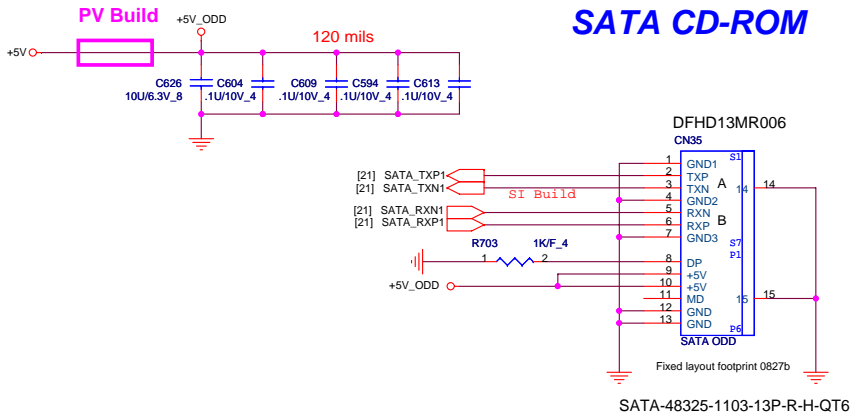 PV Build
SATA CD-ROM
+5V_ODD
+5V
120 mils
C626
10U/6.3V_8
C604
.1U/10V_4
C609
.1U/10V_4
C594
.1U/10V_4
C613
.1U/10V_4
DFHD13MR006
CN35
[21] SATA_TXP1
[21] SATA_TXN1
SI Build
[21] SATA_RXN1
[21] SATA_RXP1
R703
1K/F_4
1
2
+5V_ODD
1 GND1
2 TXP
3 TXN
4 GND2
5 RXN
6 RXP
7 GND3
8 DP
9 +5V
10 +5V
11 MD
12 GND
13 GND
A
B
S1
S7
P1
P6
14 14
15 15
SATA ODD
Fixed layout footprint 0827b
SATA-48325-1103-13P-R-H-QT6